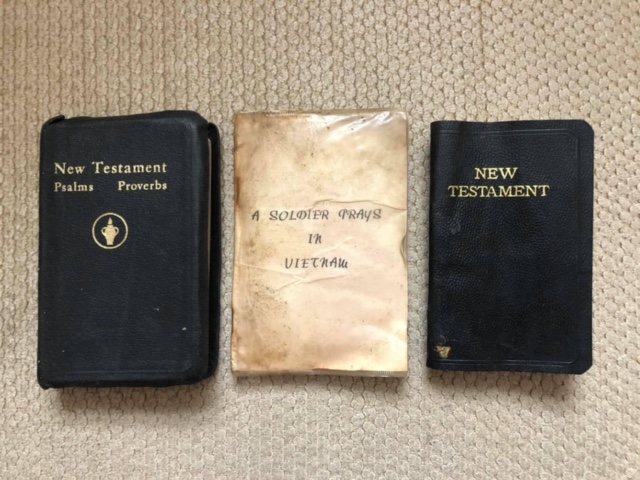 New Testament
Psalms Proverbs
A SOLDIER PRAYS
IN
VIETNAM
NEW
TESTAMENT